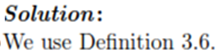 Solution:
We use Definition 3.6.